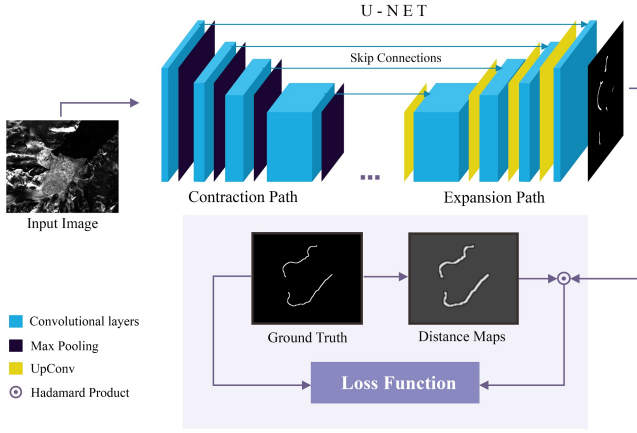 U - N E T
Skip Connections
Contraction Path
Expansion Path
Input Image
Ground Truth
Distance Maps
Loss Function
Convolutional layers
Max Pooling
UpConv
Hadamard Product